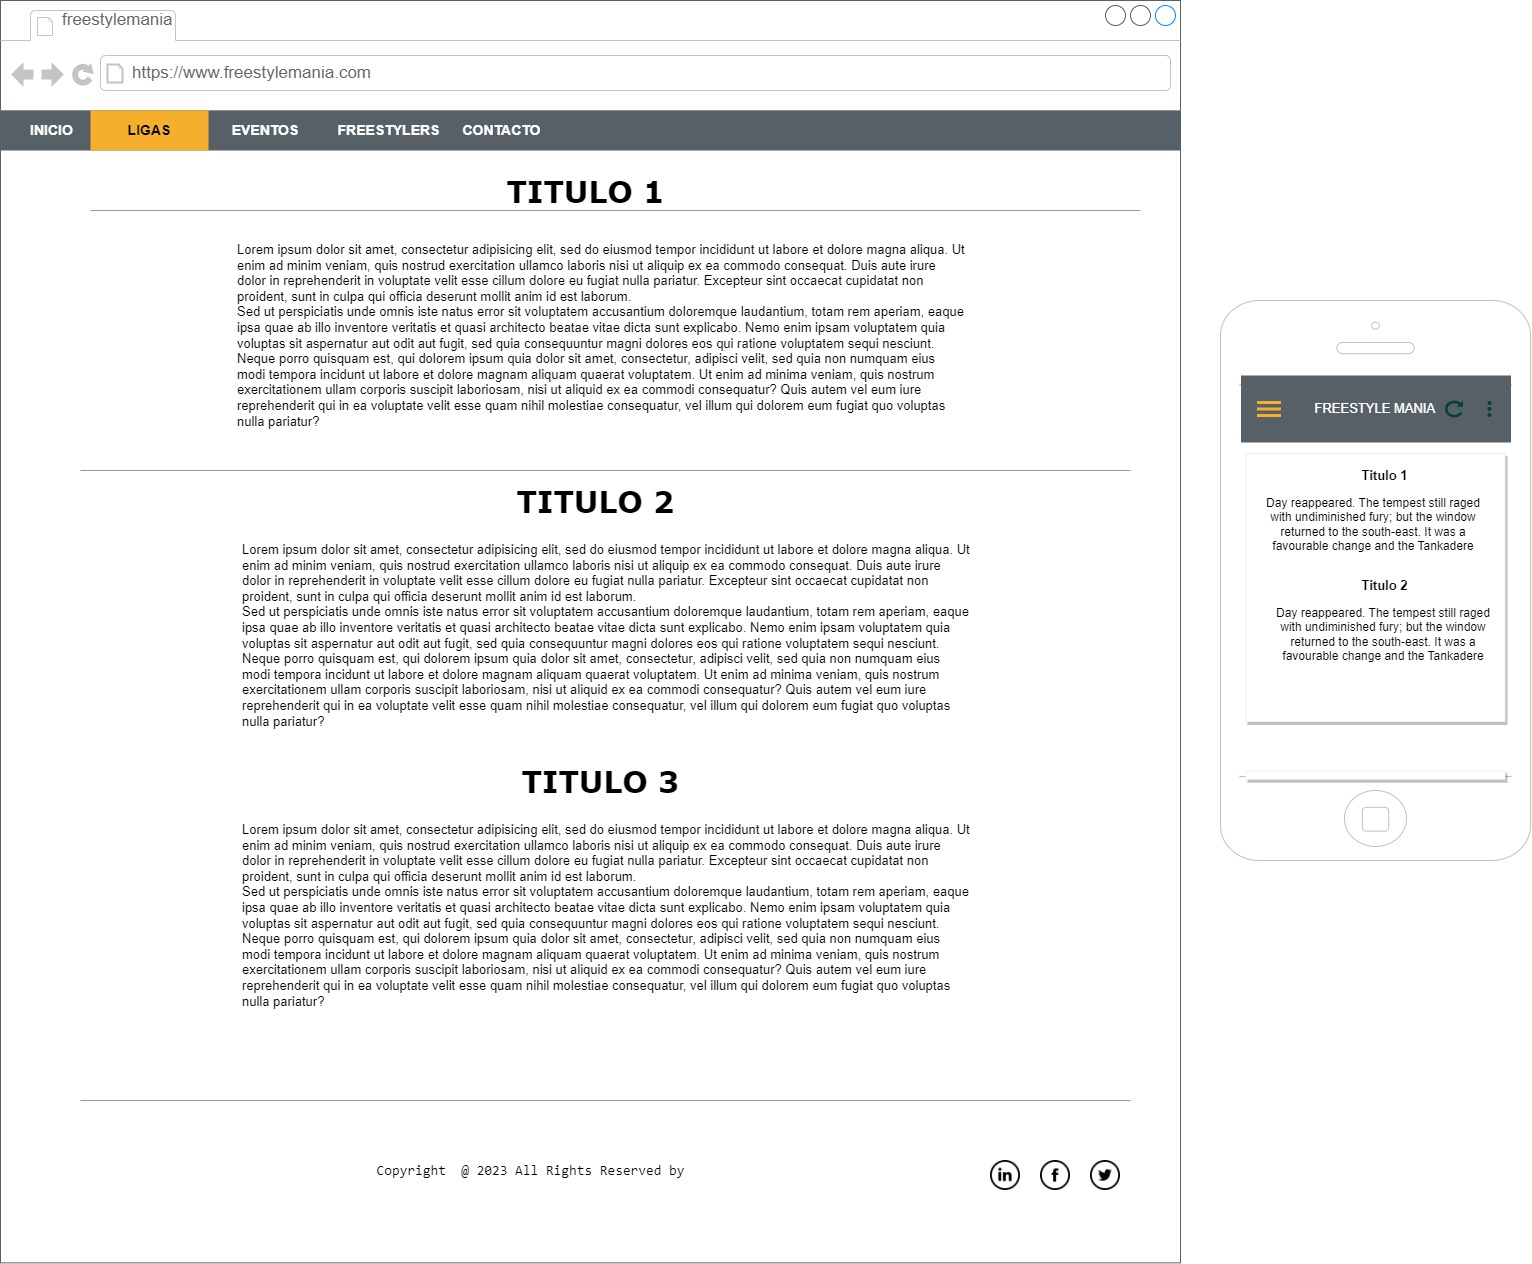 freestylemania
https://www.freestylemania.com
INICIO LIGAS EVENTOS FREESTYLERS CONTACTO
TITULO 1
Lorem ipsum dolor sit amet, consectetur adipisicing elit, sed do eiusmod tempor incididunt ut labore et dolore magna aliqua. Ut
enim ad minim veniam, quis nostrud exercitation ullamco laboris nisi ut aliquip ex ea commodo consequat. Duis aute irure
dolor in reprehenderit in voluptate velit esse cillum dolore eu fugiat nulla pariatur. Excepteur sint occaecat cupidatat non
proident, sunt in culpa qui officia deserunt mollit anim id est laborum.
Sed ut perspiciatis unde omnis iste natus error sit voluptatem accusantium doloremque laudantium, totam rem aperiam, eaque
ipsa quae ab illo inventore veritatis et quasi architecto beatae vitae dicta sunt explicabo. Nemo enim ipsam voluptatem quia
voluptas sit aspernatur aut odit aut fugit, sed quia consequuntur magni dolores eos qui ratione voluptatem sequi nesciunt.
Neque porro quisquam est, qui dolorem ipsum quia dolor sit amet, consectetur, adipisci velit, sed quia non numquam eius
modi tempora incidunt ut labore et dolore magnam aliquam quaerat voluptatem. Ut enim ad minima veniam, quis nostrum
exercitationem ullam corporis suscipit laboriosam, nisi ut aliquid ex ea commodi consequatur? Quis autem vel eum iure
reprehenderit qui in ea voluptate velit esse quam nihil molestiae consequatur, vel illum qui dolorem eum fugiat quo voluptas
nulla pariatur?
TITULO 2
Lorem ipsum dolor sit amet, consectetur adipisicing elit, sed do eiusmod tempor incididunt ut labore et dolore magna aliqua. Ut
enim ad minim veniam, quis nostrud exercitation ullamco laboris nisi ut aliquip ex ea commodo consequat. Duis aute irure
dolor in reprehenderit in voluptate velit esse cillum dolore eu fugiat nulla pariatur. Excepteur sint occaecat cupidatat non
proident, sunt in culpa qui officia deserunt mollit anim id est laborum.
Sed ut perspiciatis unde omnis iste natus error sit voluptatem accusantium doloremque laudantium, totam rem aperiam, eaque
ipsa quae ab illo inventore veritatis et quasi architecto beatae vitae dicta sunt explicabo. Nemo enim ipsam voluptatem quia
voluptas sit aspernatur aut odit aut fugit, sed quia consequuntur magni dolores eos qui ratione voluptatem sequi nesciunt.
Neque porro quisquam est, qui dolorem ipsum quia dolor sit amet, consectetur, adipisci velit, sed quia non numquam eius
modi tempora incidunt ut labore et dolore magnam aliquam quaerat voluptatem. Ut enim ad minima veniam, quis nostrum
exercitationem ullam corporis suscipit laboriosam, nisi ut aliquid ex ea commodi consequatur? Quis autem vel eum iure
reprehenderit qui in ea voluptate velit esse quam nihil molestiae consequatur, vel illum qui dolorem eum fugiat quo voluptas
nulla pariatur?
TITULO 3
Lorem ipsum dolor sit amet, consectetur adipisicing elit, sed do eiusmod tempor incididunt ut labore et dolore magna aliqua. Ut
enim ad minim veniam, quis nostrud exercitation ullamco laboris nisi ut aliquip ex ea commodo consequat. Duis aute irure
dolor in reprehenderit in voluptate velit esse cillum dolore eu fugiat nulla pariatur. Excepteur sint occaecat cupidatat non
proident, sunt in culpa qui officia deserunt mollit anim id est laborum.
Sed ut perspiciatis unde omnis iste natus error sit voluptatem accusantium doloremque laudantium, totam rem aperiam, eaque
ipsa quae ab illo inventore veritatis et quasi architecto beatae vitae dicta sunt explicabo. Nemo enim ipsam voluptatem quia
voluptas sit aspernatur aut odit aut fugit, sed quia consequuntur magni dolores eos qui ratione voluptatem sequi nesciunt.
Neque porro quisquam est, qui dolorem ipsum quia dolor sit amet, consectetur, adipisci velit, sed quia non numquam eius
modi tempora incidunt ut labore et dolore magnam aliquam quaerat voluptatem. Ut enim ad minima veniam, quis nostrum
exercitationem ullam corporis suscipit laboriosam, nisi ut aliquid ex ea commodi consequatur? Quis autem vel eum iure
reprehenderit qui in ea voluptate velit esse quam nihil molestiae consequatur, vel illum qui dolorem eum fugiat quo voluptas
nulla pariatur?
Copyright @ 2023 All Rights Reserved by
in f
FREESTYLE MANIA
Titulo 1
Day reappeared. The tempest still raged
with undiminished fury; but the window
returned to the south-east. It was a
favourable change and the Tankadere
Titulo 2
Day reappeared. The tempest still raged
with undiminished fury; but the window
returned to the south-east. It was a
favourable change and the Tankadere